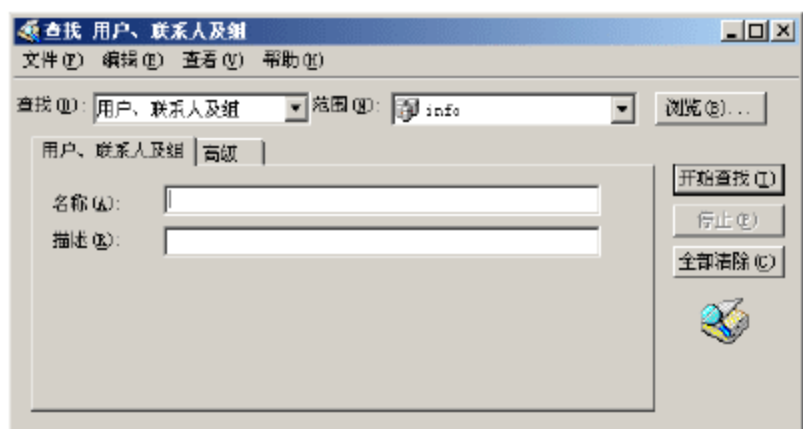 查找 用户、联系人及组
文件(F) 编辑(E) 查看(V) 帮助(H)
查找(D): 用户、联系人及组 范围(N): info 浏览(B)...
用户、联系人及组 高级
名称(A):
描述(R):
开始查找(I)
停止(P)
全部清除(C)